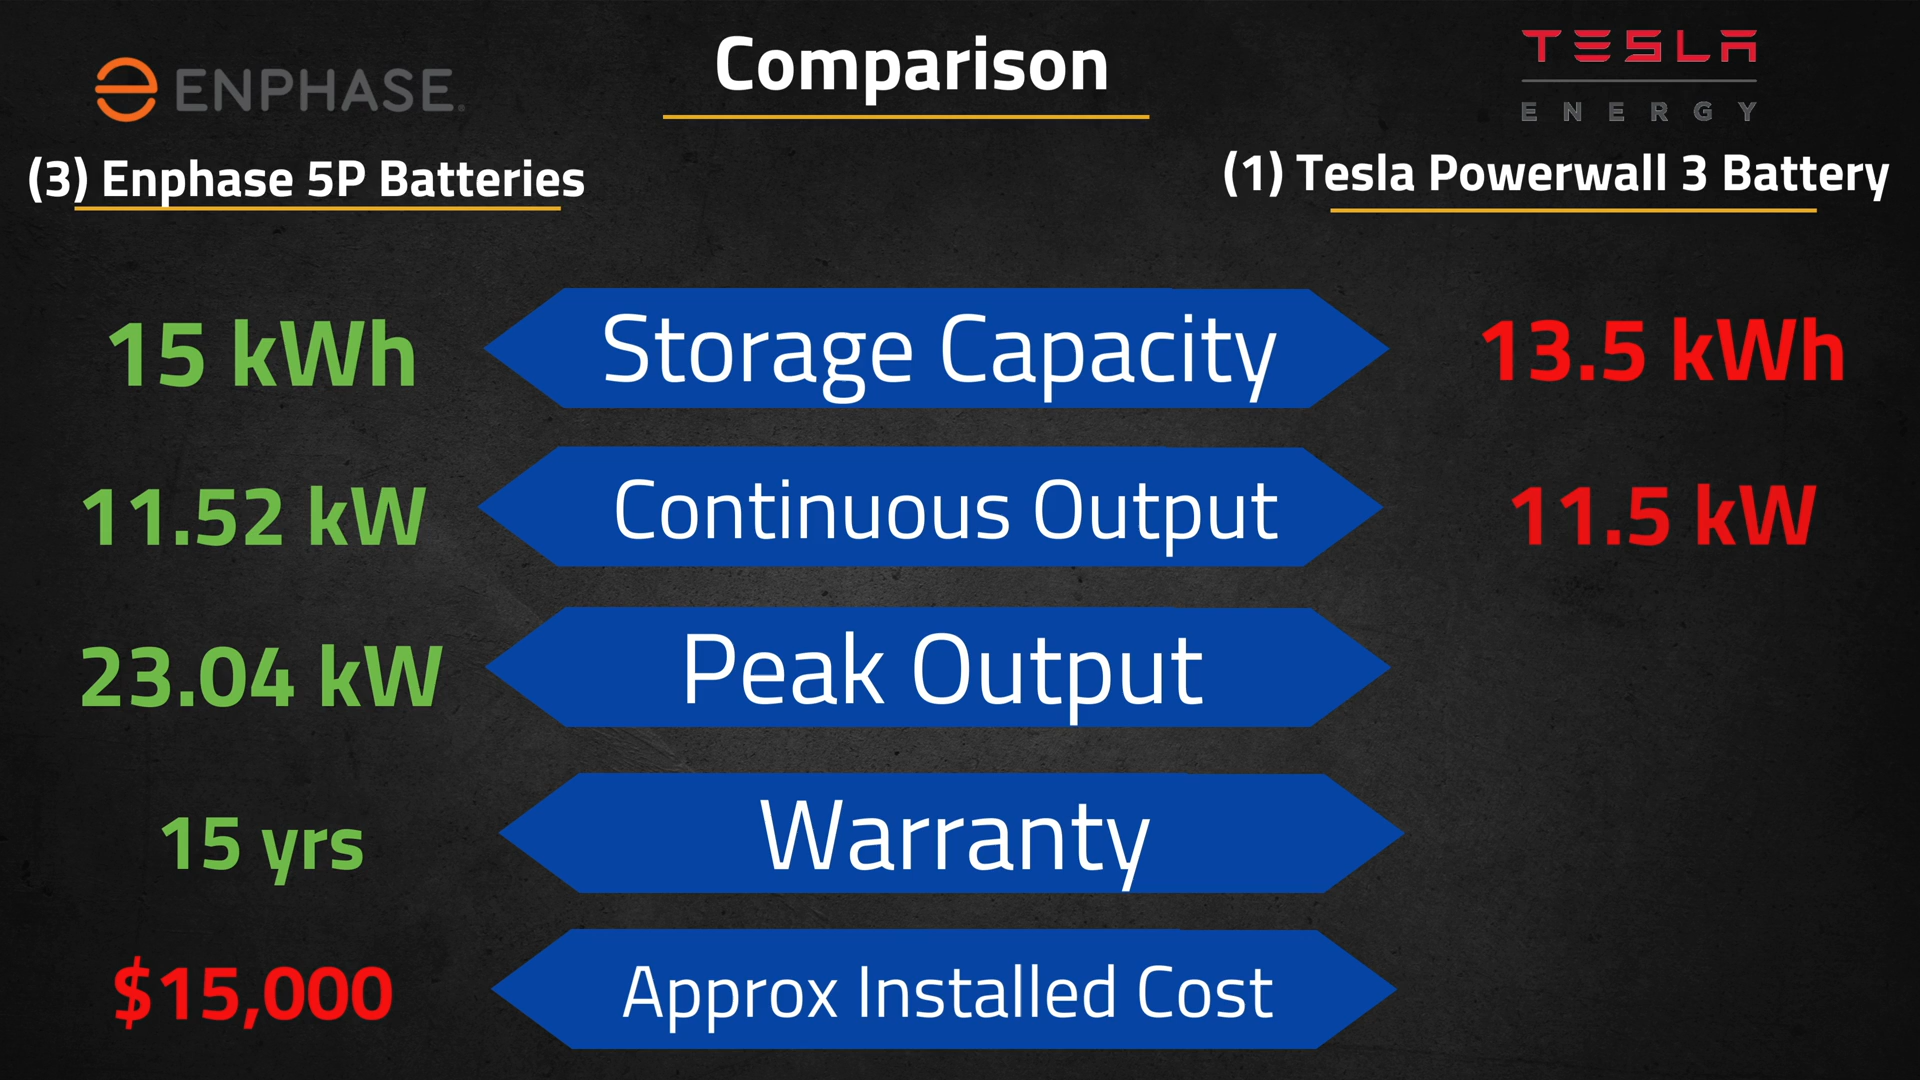 ENPHASE.
Comparison
TESLA
ENERGY
(3) Enphase 5P Batteries
(1) Tesla Powerwall 3 Battery
15 kWh
Storage Capacity
13.5 kWh
11.52 kW
Continuous Output
11.5 kW
23.04 kW
Peak Output
15 yrs
Warranty
$15,000
Approx Installed Cost